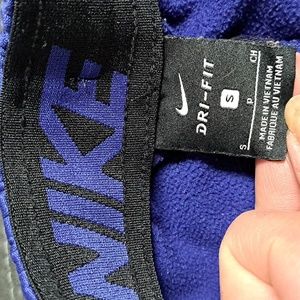 NIKE
DRI-FIT
S
S P CH
MADE IN VIETNAM
FABRIQUÉ AU VIETNAM